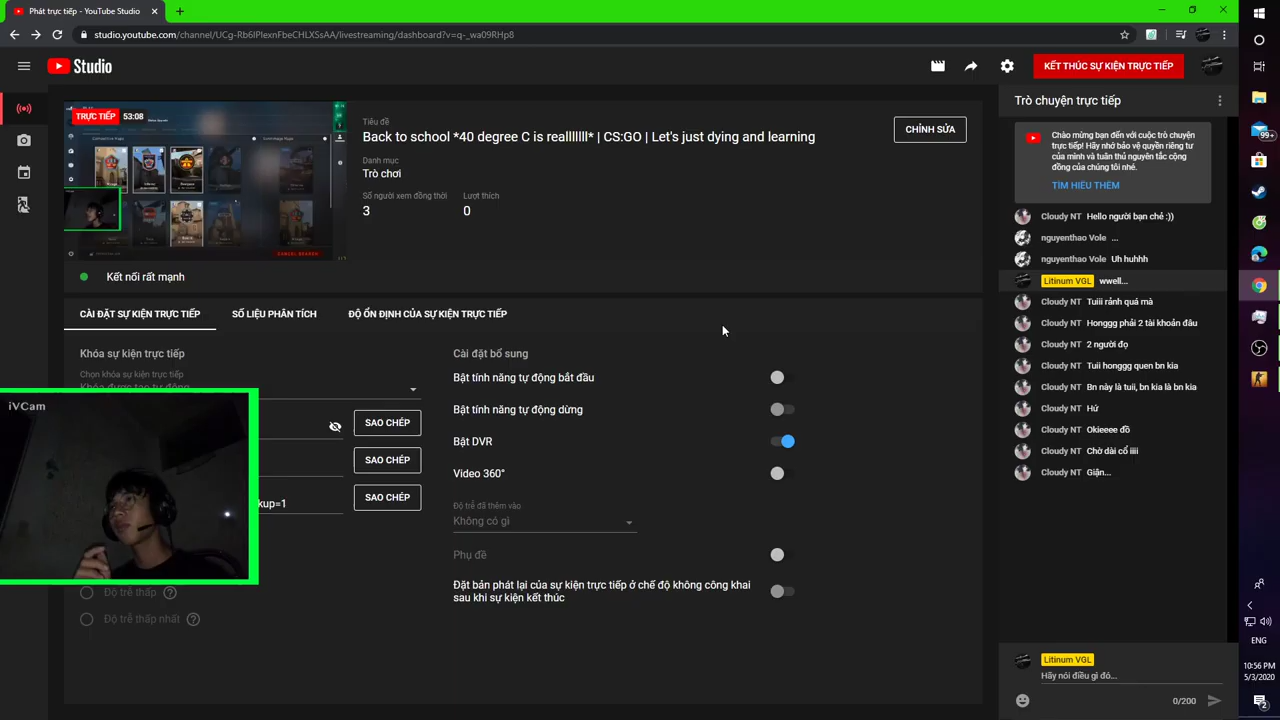 Phát trực tiếp - YouTube Studio
studio.youtube.com/channel/UCg-Rb6IPIexnFbeCHLXSsAA/livestreaming/dashboard?v=q-_wa09RHp8
Studio
KẾT THÚC SỰ KIỆN TRỰC TIẾP
TRỰC TIẾP 53:08
CANCEL SEARCH
Tiêu đề
Back to school *40 degree C is realllllll* | CS:GO | Let's just dying and learning
CHỈNH SỬA
Danh mục
Trò chơi
Số người xem đồng thời
Lượt thích
3
0
Kết nối rất mạnh
CÀI ĐẶT SỰ KIỆN TRỰC TIẾP
SỐ LIỆU PHÂN TÍCH
ĐỘ ỔN ĐỊNH CỦA SỰ KIỆN TRỰC TIẾP
Khóa sự kiện trực tiếp
Chọn khóa sự kiện trực tiếp
Khóa được tạo tự động
iVCam
SAO CHÉP
SAO CHÉP
kup=1
SAO CHÉP
Độ trễ thấp
Độ trễ thấp nhất
Cài đặt bổ sung
Bật tính năng tự động bắt đầu
Bật tính năng tự động dừng
Bật DVR
Video 360°
Độ trễ đã thêm vào
Không có gì
Phụ đề
Đặt bản phát lại của sự kiện trực tiếp ở chế độ không công khai
sau khi sự kiện kết thúc
Trò chuyện trực tiếp
Chào mừng bạn đến với cuộc trò chuyện
trực tiếp! Hãy nhớ bảo vệ quyền riêng tư
của mình và tuân thủ nguyên tắc cộng
đồng của chúng tôi nhé.
TÌM HIỂU THÊM
Cloudy NT Hello người bạn chẻ :))
nguyenthao Vole ...
nguyenthao Vole Uh huhhh
Litinum VGL wwell...
Cloudy NT Tuiii rảnh quá mà
Cloudy NT Honggg phải 2 tài khoản đâu
Cloudy NT 2 người đọ
Cloudy NT Tuii honggg quen bn kia
Cloudy NT Bn này là tuii, bn kia là bn kia
Cloudy NT Hứ
Cloudy NT Okieeee đồ
Cloudy NT Chờ dài cổ iiii
Cloudy NT Giận...
Litinum VGL
Hãy nói điều gì đó...
0/200
99+
ENG
10:56 PM
5/3/2020
2